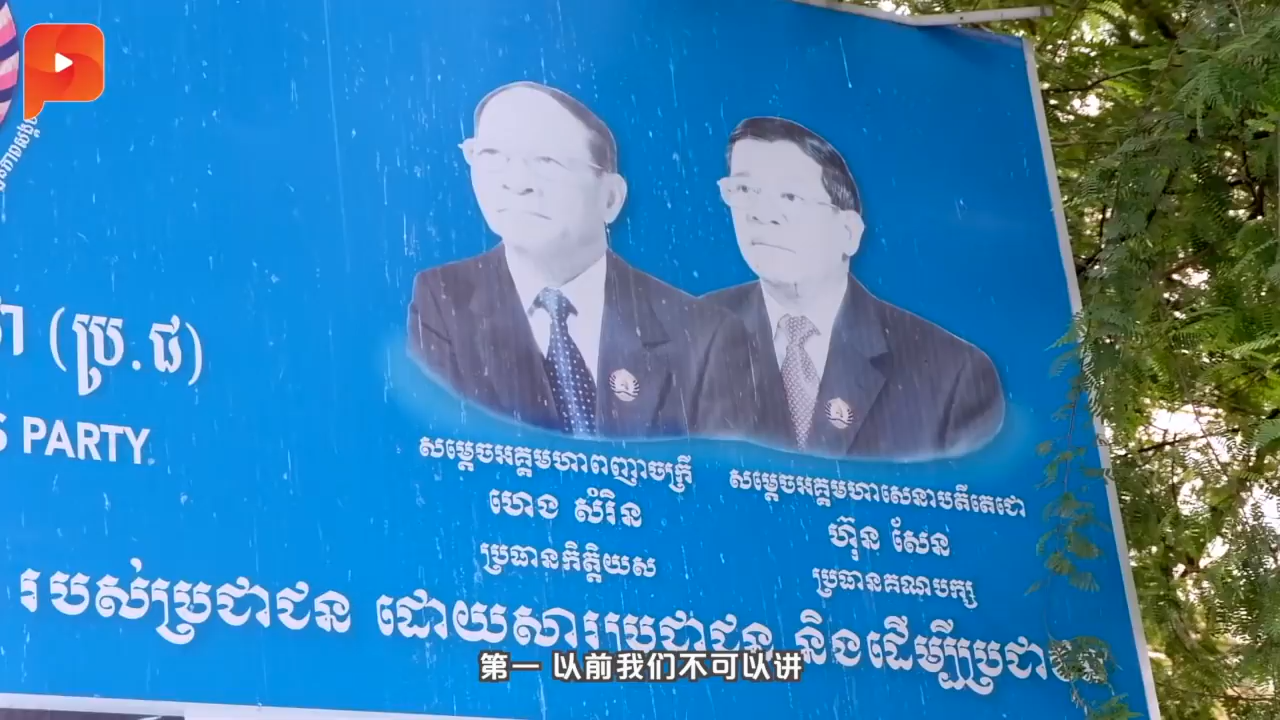 (ប្រ.ជ)
PARTY
សម្តេចអគ្គមហាពញាចក្រី
ហេង សំរិន
ប្រធានកិត្តិយស
សម្តេចអគ្គមហាសេនាបតីតេជោ
ហ៊ុន សែន
ប្រធានគណបក្ស
របស់ប្រជាជន ដោយសារប្រជាជន និងដើម្បីប្រជាជន
第一 以前我们不可以讲